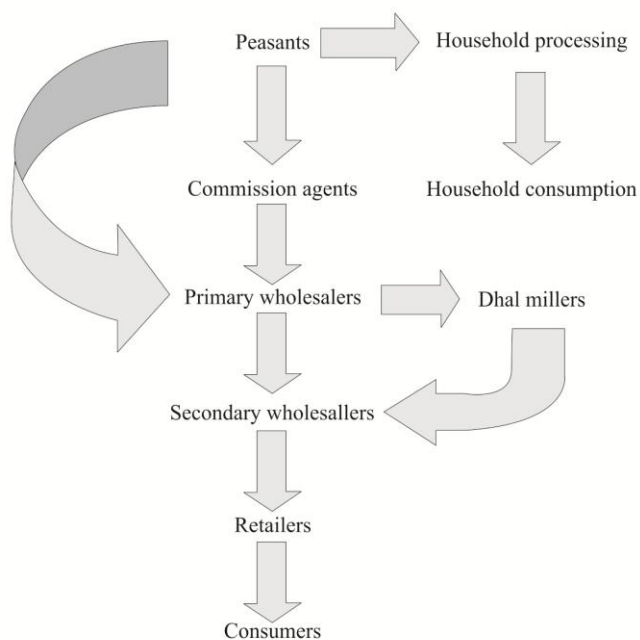 Peasants
Household processing
Commission agents
Household consumption
Primary wholesalers
Dhal millers
Secondary wholesallers
Retailers
Consumers